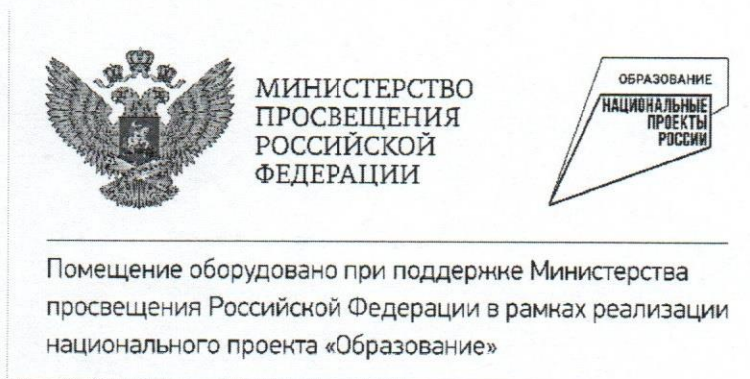 МИНИСТЕРСТВО
ПРОСВЕЩЕНИЯ
РОССИЙСКОЙ
ФЕДЕРАЦИИ
ОБРАЗОВАНИЕ
НАЦИОНАЛЬНЫЕ
ПРОЕКТЫ
РОССИИ
Помещение оборудовано при поддержке Министерства
просвещения Российской Федерации в рамках реализации
национального проекта «Образование»